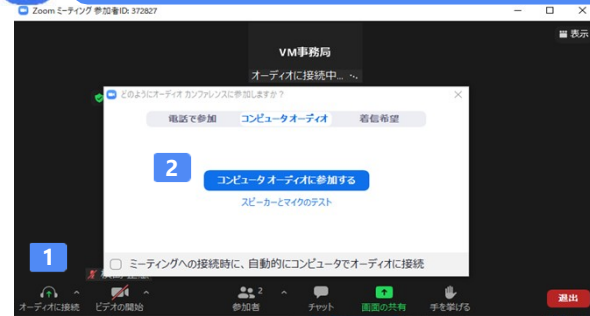 Zoom ミーティング 参加者ID: 372827
表示
VM事務局
オーディオに接続中...
どのようにオーディオ カンファレンスに参加しますか?
電話で参加 コンピュータ オーディオ 着信希望
2
コンピュータ オーディオに参加する
スピーカーとマイクのテスト
1
ミーティングへの接続時に、自動的にコンピュータでオーディオに接続
2
オーディオに接続 ビデオの開始 参加者 チャット 画面の共有 手を挙げる
退出